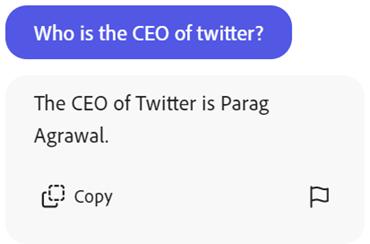 Who is the CEO of twitter?
The CEO of Twitter is Parag
Agrawal.
Copy